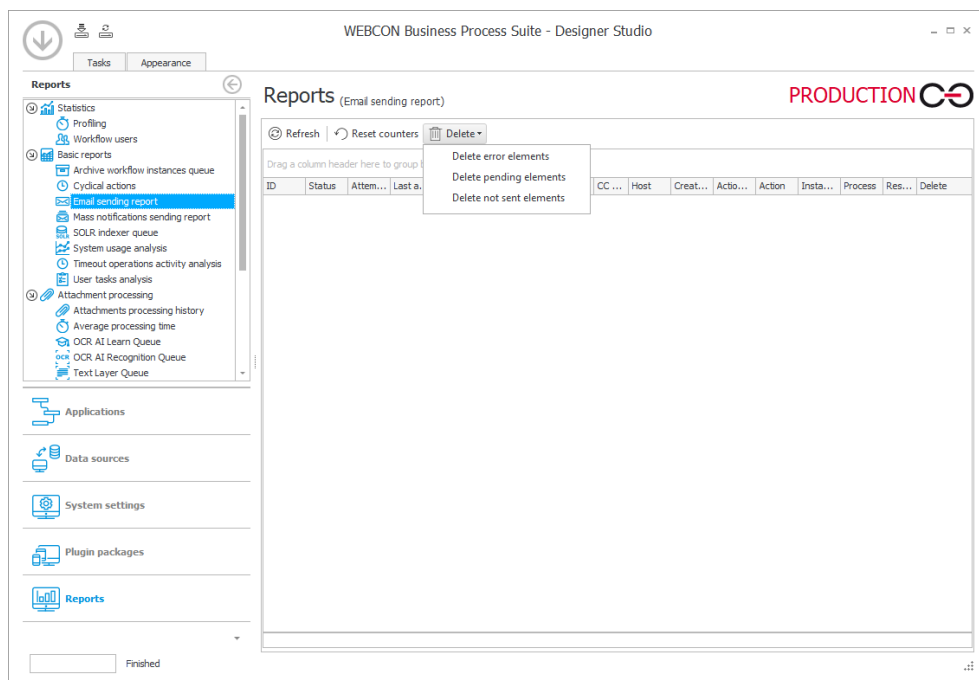 WEBCON Business Process Suite - Designer Studio
Tasks Appearance
Reports
Statistics
Profiling
Workflow users
Basic reports
Archive workflow instances queue
Cyclical actions
Email sending report
Mass notifications sending report
SOLR indexer queue
System usage analysis
Timeout operations activity analysis
User tasks analysis
Attachment processing
Attachments processing history
Average processing time
OCR AI Learn Queue
OCR AI Recognition Queue
Text Layer Queue
Applications
Data sources
System settings
Plugin packages
Reports
Finished
Reports (Email sending report)
PRODUCTION
Refresh Reset counters Delete
Delete error elements
Delete pending elements
Delete not sent elements
Drag a column header here to group
ID Status Attem... Last a. CC ... Host Creat... Actio... Action Insta... Process Res... Delete